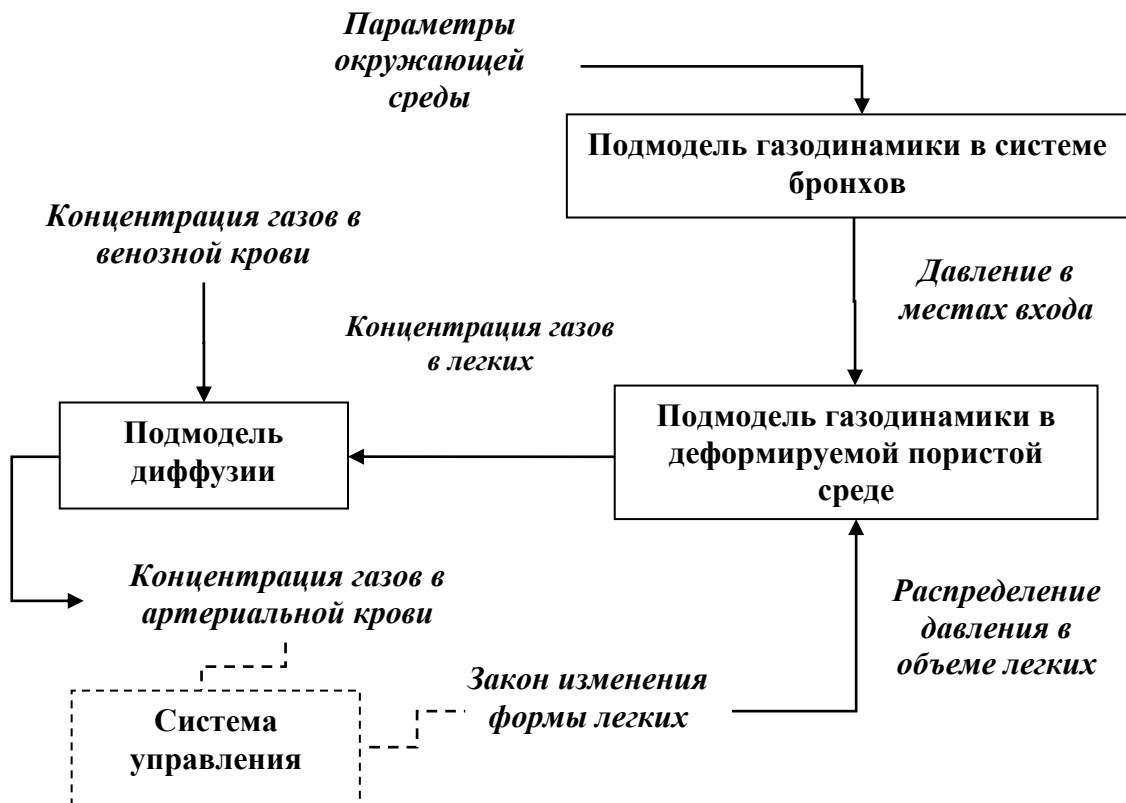 Параметры
окружающей
среды
Подмодель газодинамики в системе
бронхов
Концентрация газов в
венозной крови
Давление в
местах входа
Концентрация газов
в легких
Подмодель
диффузии
Подмодель газодинамики в
деформируемой пористой
среде
Концентрация газов в
артериальной крови
Распределение
давления в
объеме легких
Закон изменения
формы легких
Система
управления